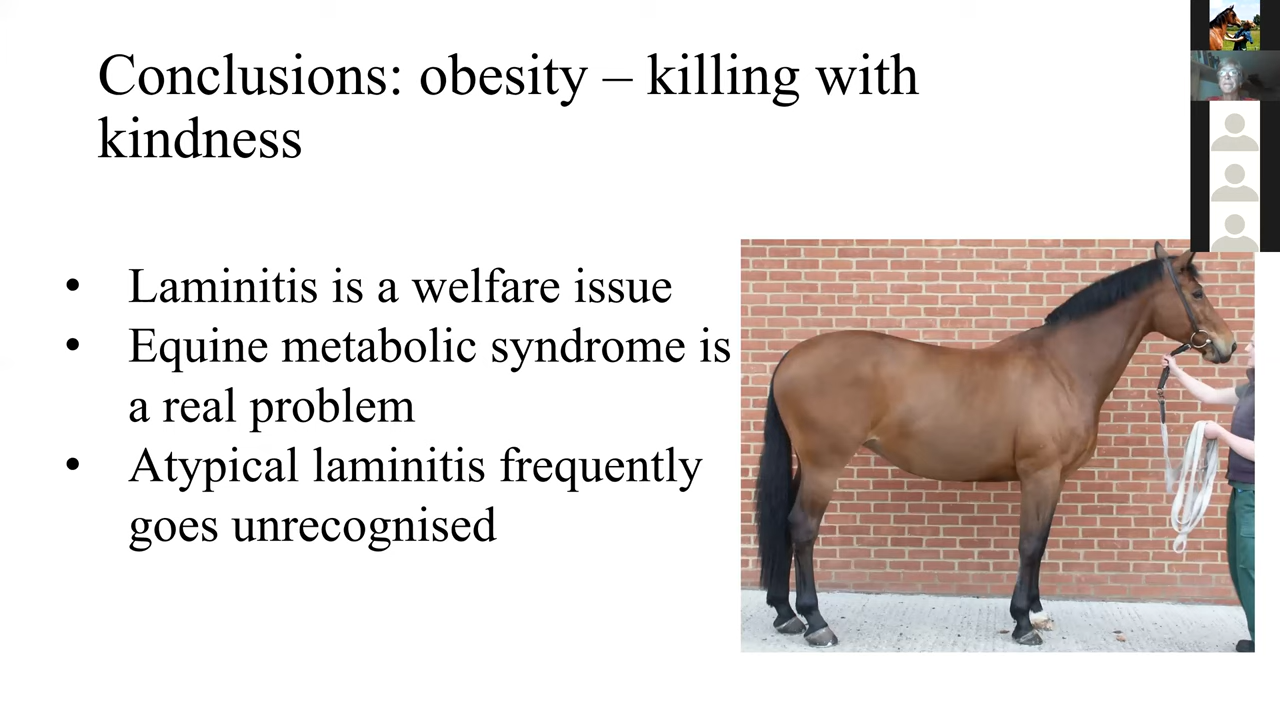 Conclusions: obesity – killing with
kindness
• Laminitis is a welfare issue
• Equine metabolic syndrome is
a real problem
• Atypical laminitis frequently
goes unrecognised